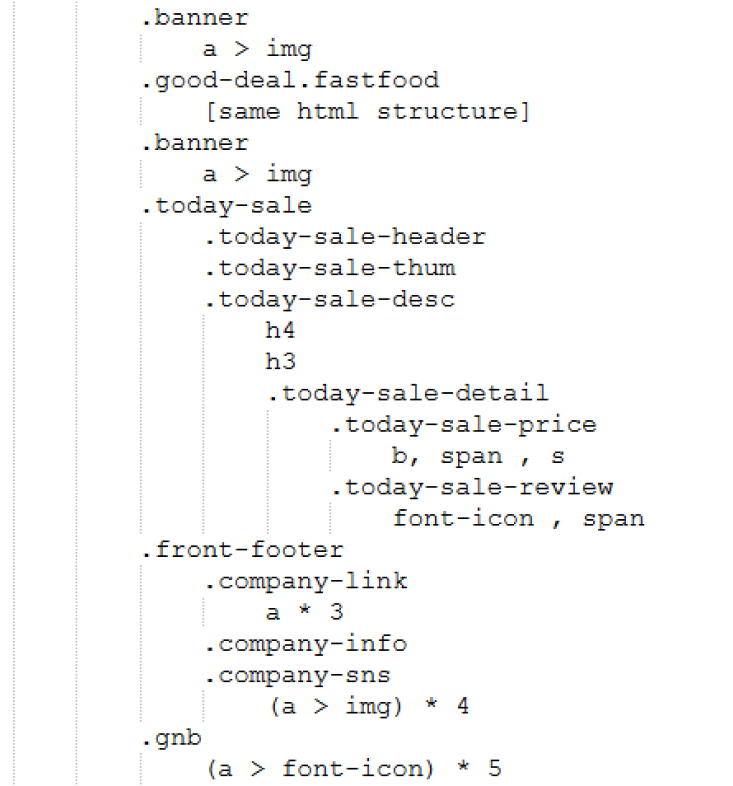 .banner
a > img
.good-deal.fastfood
[same html structure]
.banner
a > img
.today-sale
.today-sale-header
.today-sale-thum
.today-sale-desc
h4
h3
.today-sale-detail
.today-sale-price
b, span , s
.today-sale-review
font-icon , span
.front-footer
.company-link
a * 3
.company-info
.company-sns
(a > img) * 4
.gnb
(a > font-icon) * 5